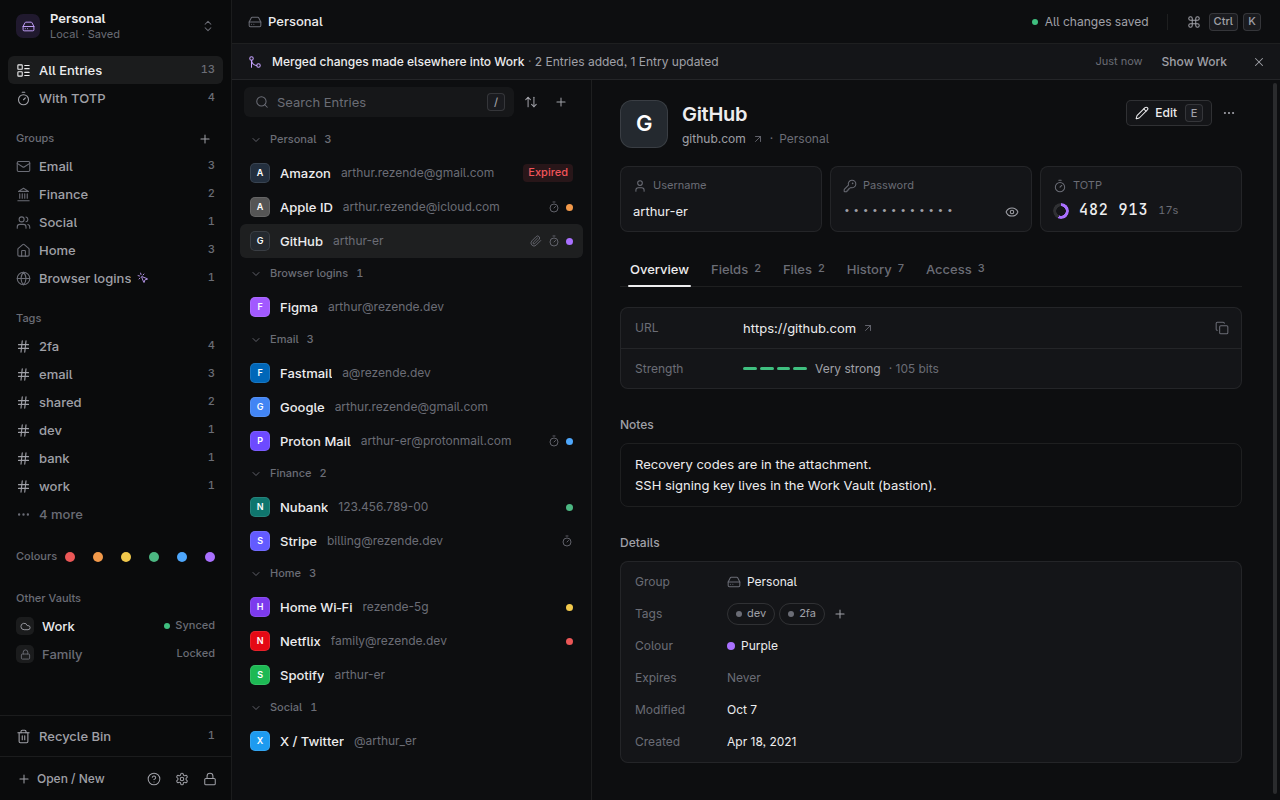 Personal
Local · Saved
All Entries 13
With TOTP 4
Groups
Email 3
Finance 2
Social 1
Home 3
Browser logins 1
Tags
2fa 4
email 3
shared 2
dev 1
bank 1
work 1
4 more
Colours
Other Vaults
Work Synced
Family Locked
Recycle Bin 1
Open / New
Personal
All changes saved
Ctrl K
Merged changes made elsewhere into Work · 2 Entries added, 1 Entry updated
Just now Show Work
Search Entries /
Personal 3
A Amazon arthur.rezende@gmail.com Expired
A Apple ID arthur.rezende@icloud.com
G GitHub arthur-er
Browser logins 1
F Figma arthur@rezende.dev
Email 3
F Fastmail a@rezende.dev
G Google arthur.rezende@gmail.com
P Proton Mail arthur-er@protonmail.com
Finance 2
N Nubank 123.456.789-00
S Stripe billing@rezende.dev
Home 3
H Home Wi-Fi rezende-5g
N Netflix family@rezende.dev
S Spotify arthur-er
Social 1
X X / Twitter @arthur_er
G
GitHub
github.com · Personal
Edit E
Username
arthur-er
Password
TOTP
482 913 17s
Overview Fields 2 Files 2 History 7 Access 3
URL https://github.com
Strength Very strong · 105 bits
Notes
Recovery codes are in the attachment.
SSH signing key lives in the Work Vault (bastion).
Details
Group Personal
Tags dev 2fa
Colour Purple
Expires Never
Modified Oct 7
Created Apr 18, 2021